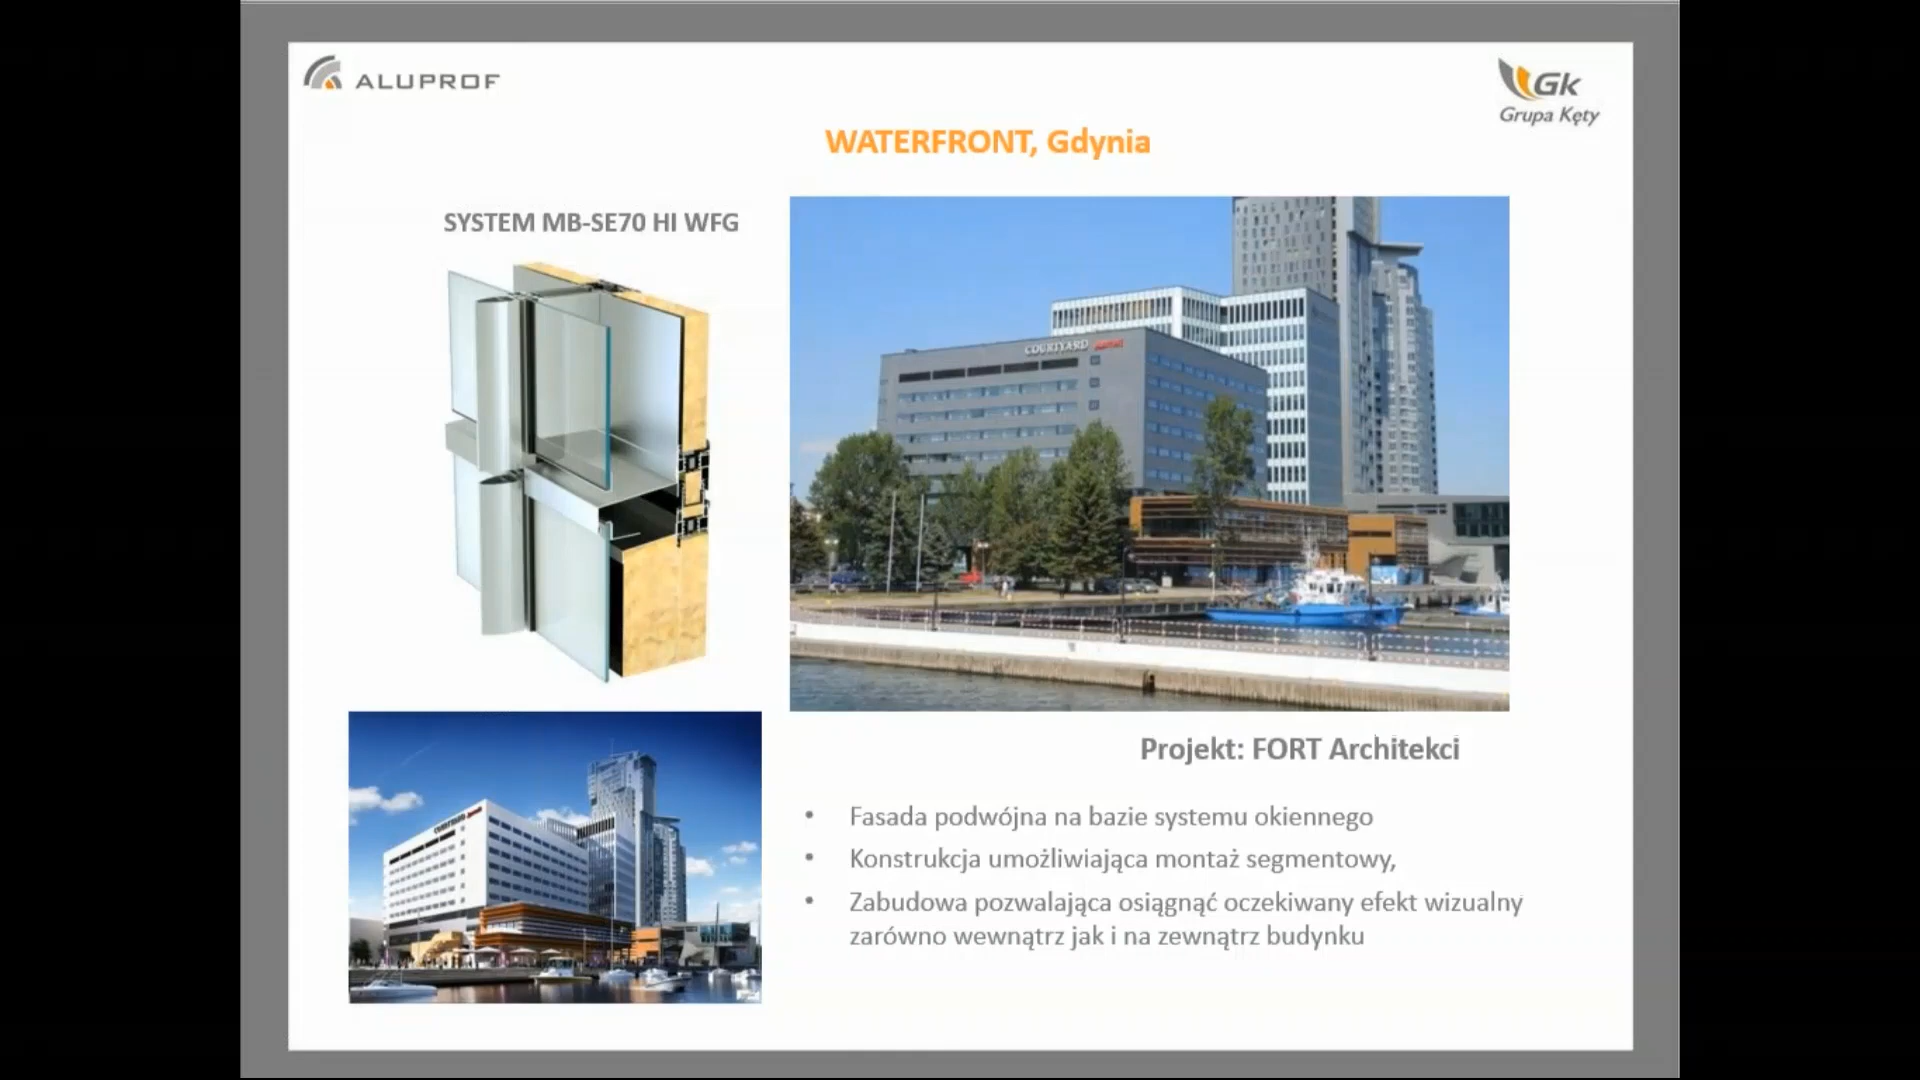 ALUPROF
Gk
Grupa Kęty
WATERFRONT, Gdynia
SYSTEM MB-SE70 HI WFG
COURTYARD
Projekt: FORT Architekci
• Fasada podwójna na bazie systemu okiennego
• Konstrukcja umożliwiająca montaż segmentowy,
• Zabudowa pozwalająca osiągnąć oczekiwany efekt wizualny
zarówno wewnątrz jak i na zewnątrz budynku